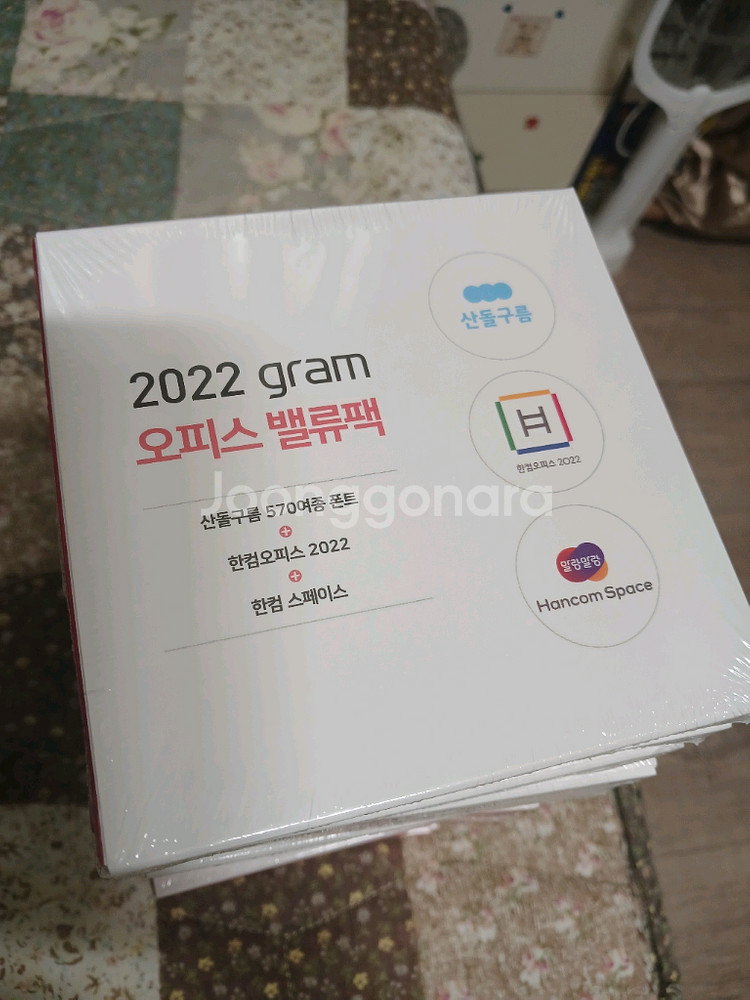 2022 gram
오피스 밸류팩
산돌구름 570여종 폰트
+
한컴오피스 2022
+
한컴 스페이스
산돌구름
한컴오피스 2022
말랑말랑
Hancom Space
Joonggonara